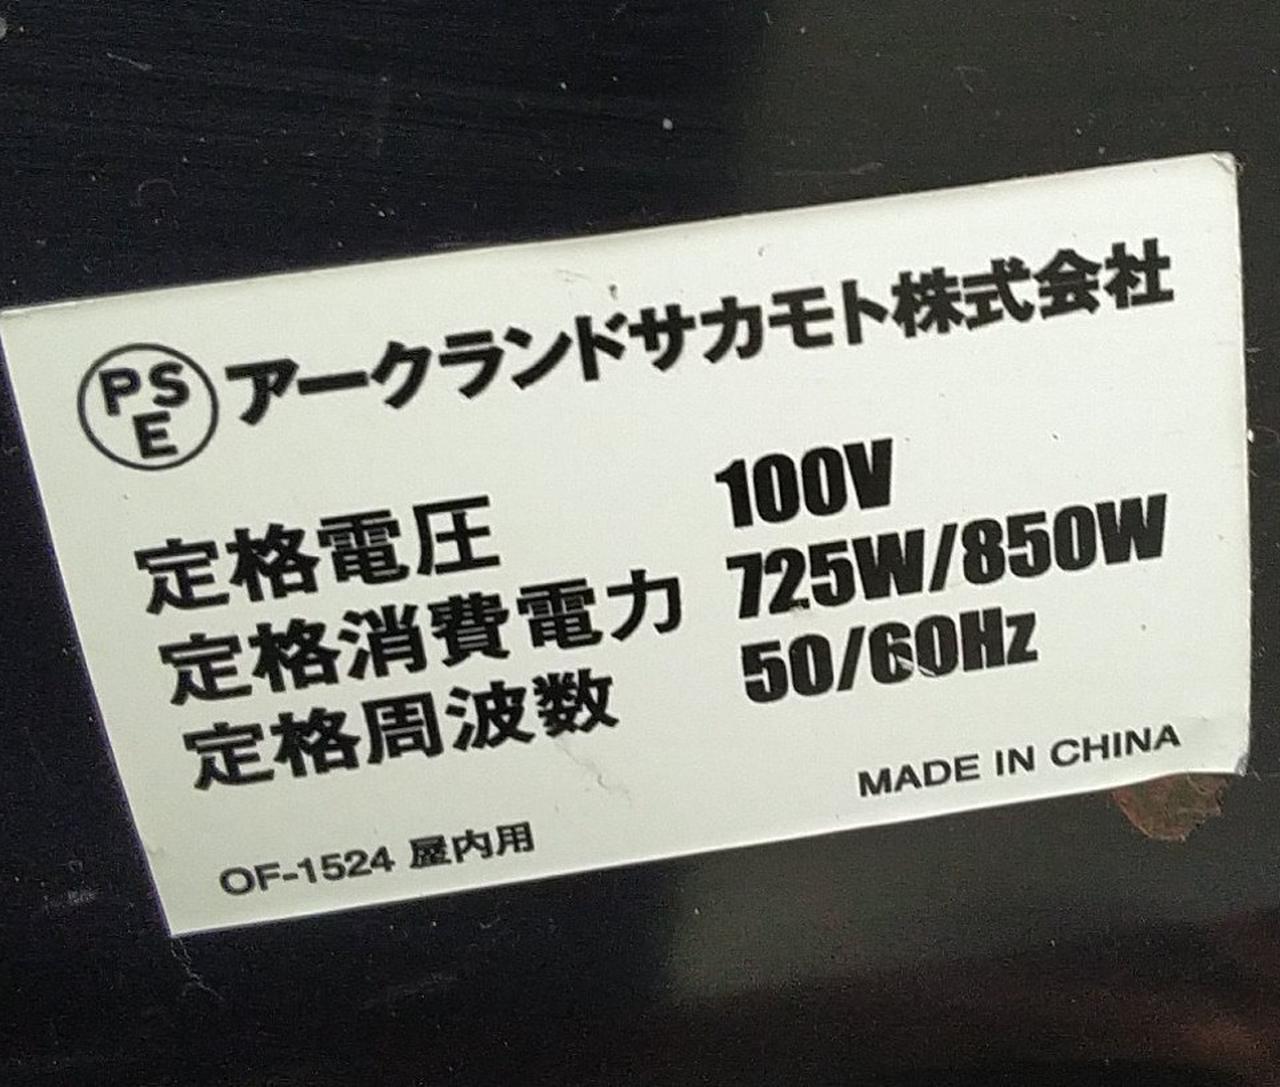 PSE アークランドサカモト株式会社
定格電圧 100V
定格消費電力 725W/850W
定格周波数 50/60Hz
MADE IN CHINA
OF-1524 屋内用